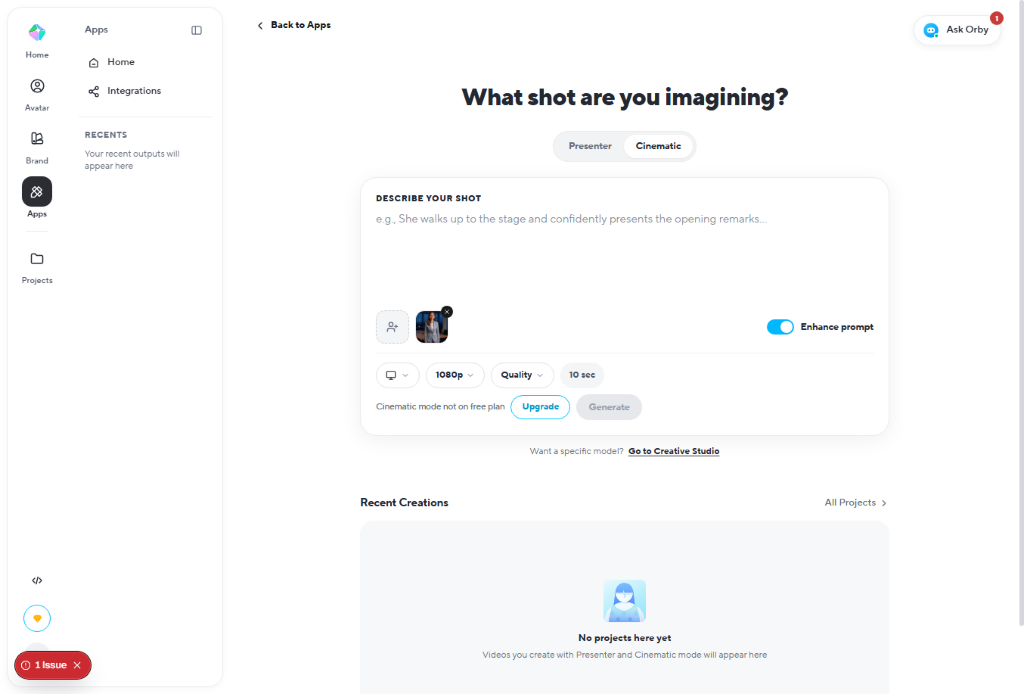 Home
Avatar
Brand
Apps
Projects
1 Issue
Apps
Home
Integrations
RECENTS
Your recent outputs will
appear here
Back to Apps
Ask Orby
1
What shot are you imagining?
Presenter
Cinematic
DESCRIBE YOUR SHOT
e.g., She walks up to the stage and confidently presents the opening remarks...
Enhance prompt
1080p
Quality
10 sec
Cinematic mode not on free plan
Upgrade
Generate
Want a specific model? Go to Creative Studio
Recent Creations
All Projects
No projects here yet
Videos you create with Presenter and Cinematic mode will appear here